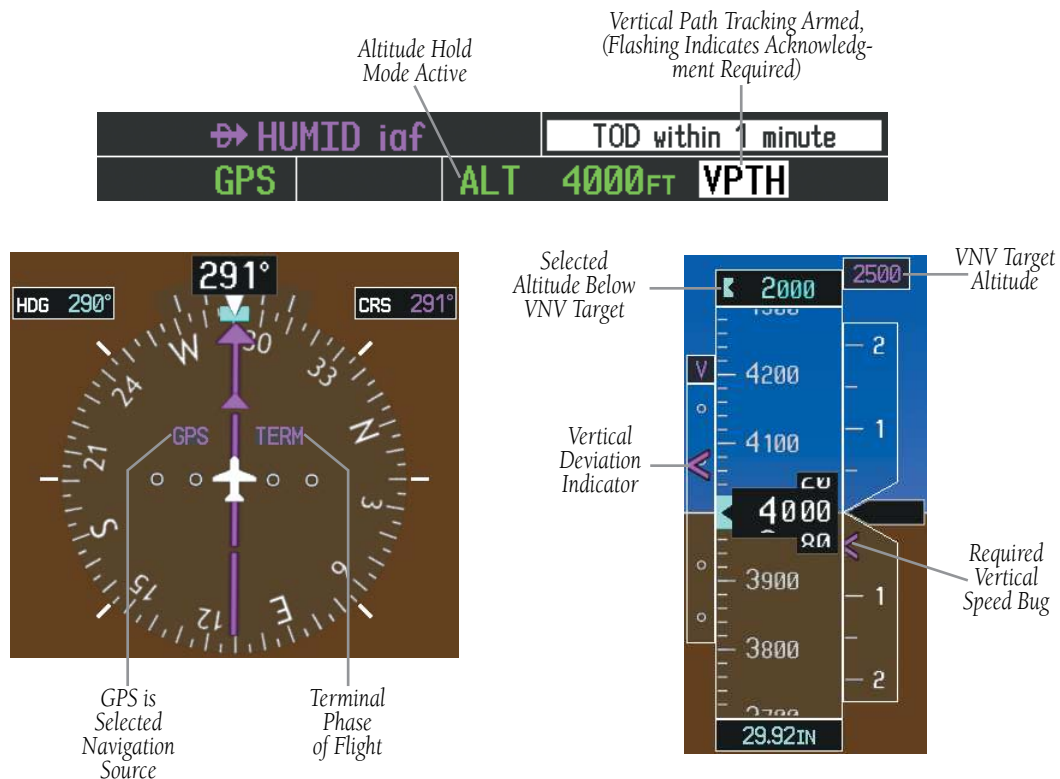 Vertical Path Tracking Armed,
(Flashing Indicates Acknowledg-
ment Required)
Altitude Hold
Mode Active
HUMID iaf
TOD within 1 minute
GPS
ALT 4000FT VPTH
291°
HDG 290°
CRS 291°
W
30
33
24
N
GPS
TERM
21
3
S
6
15
12
E
GPS is
Selected
Navigation
Source
Terminal
Phase
of Flight
Selected
Altitude Below
VNV Target
VNV Target
Altitude
2000
2500
2
V
4200
4100
1
Vertical
Deviation
Indicator
20
4000
80
Required
Vertical
Speed Bug
3900
1
3800
2
29.92IN